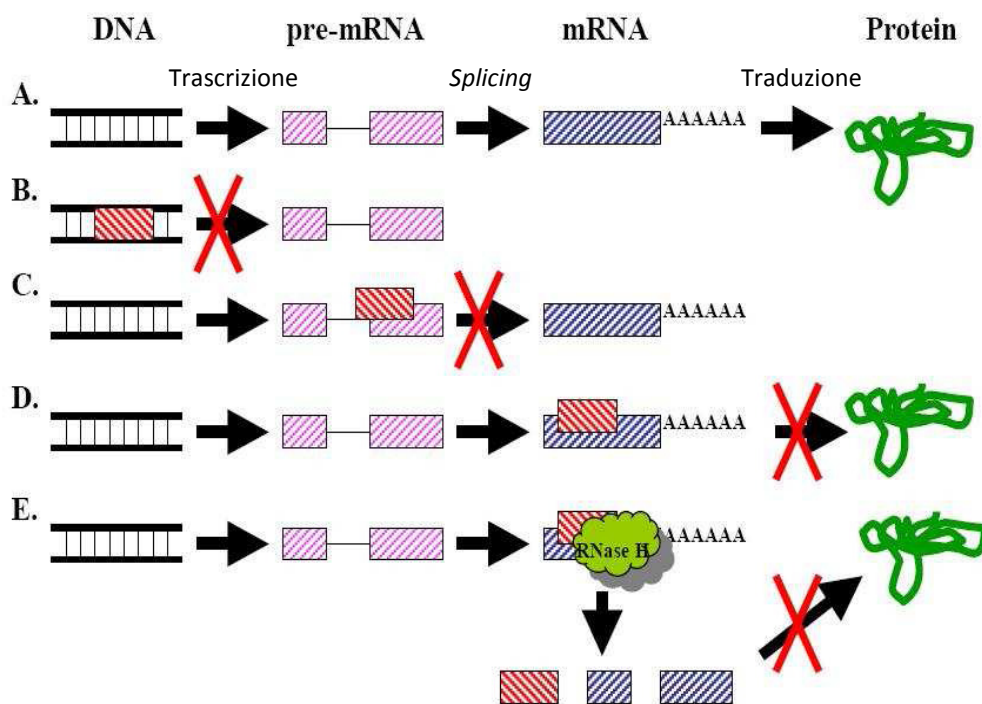 DNA pre-mRNA mRNA Protein
Trascrizione Splicing Traduzione
A.
AAAAAA
B.
C.
AAAAAA
D.
AAAAAA
E.
RNase H
AAAAAA